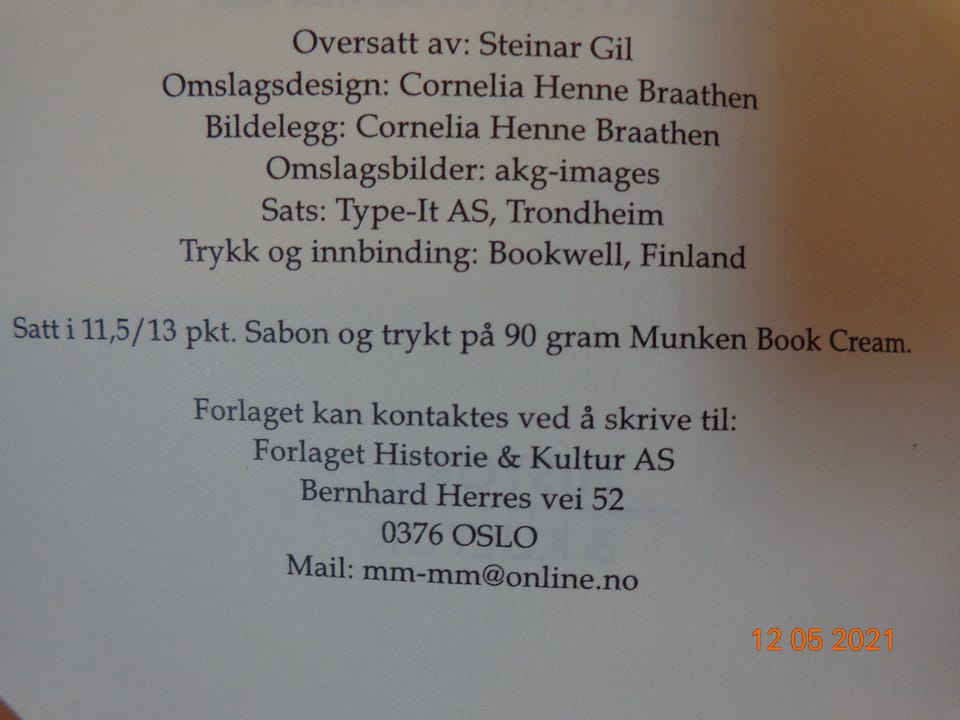 Oversatt av: Steinar Gil
Omslagsdesign: Cornelia Henne Braathen
Bildelegg: Cornelia Henne Braathen
Omslagsbilder: akg-images
Sats: Type-It AS, Trondheim
Trykk og innbinding: Bookwell, Finland
Satt i 11,5/13 pkt. Sabon og trykt på 90 gram Munken Book Cream.
Forlaget kan kontaktes ved å skrive til:
Forlaget Historie & Kultur AS
Bernhard Herres vei 52
0376 OSLO
Mail: mm-mm@online.no
12 05 2021